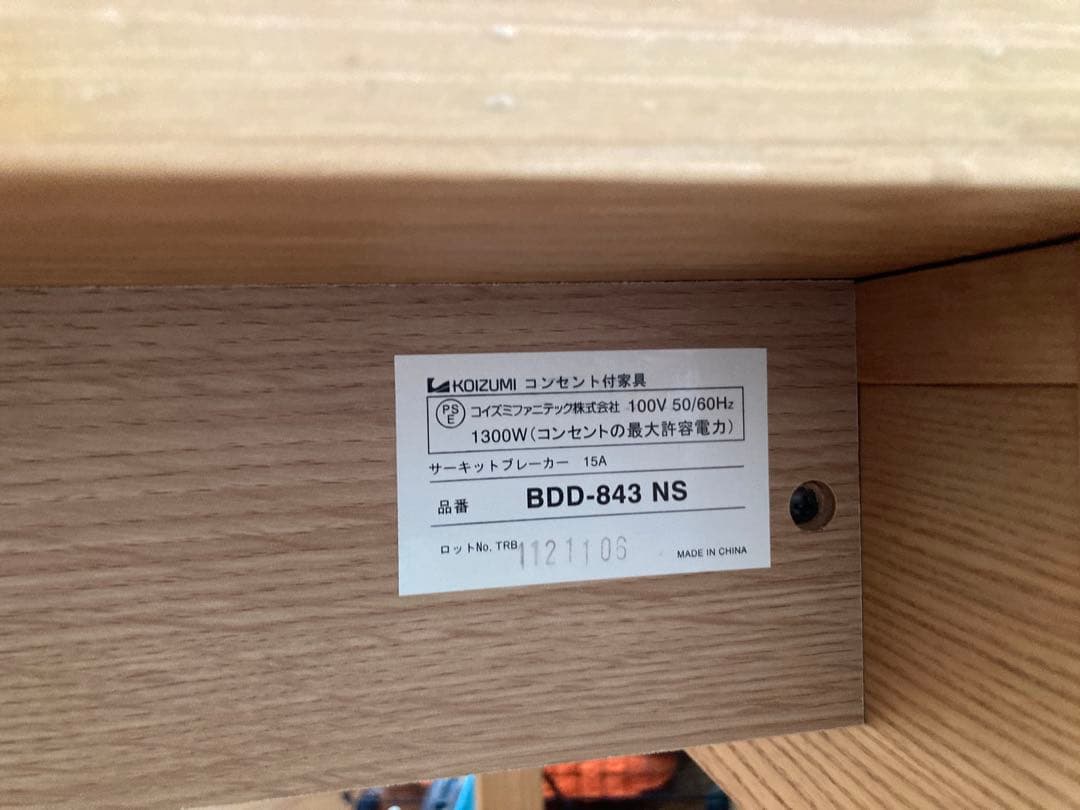 KOIZUMI コンセント付家具
PSE コイズミファニテック株式会社 100V 50/60Hz
1300W(コンセントの最大許容電力)
サーキットブレーカー 15A
品番 BDD-843 NS
ロットNo. TRB 1121106 MADE IN CHINA